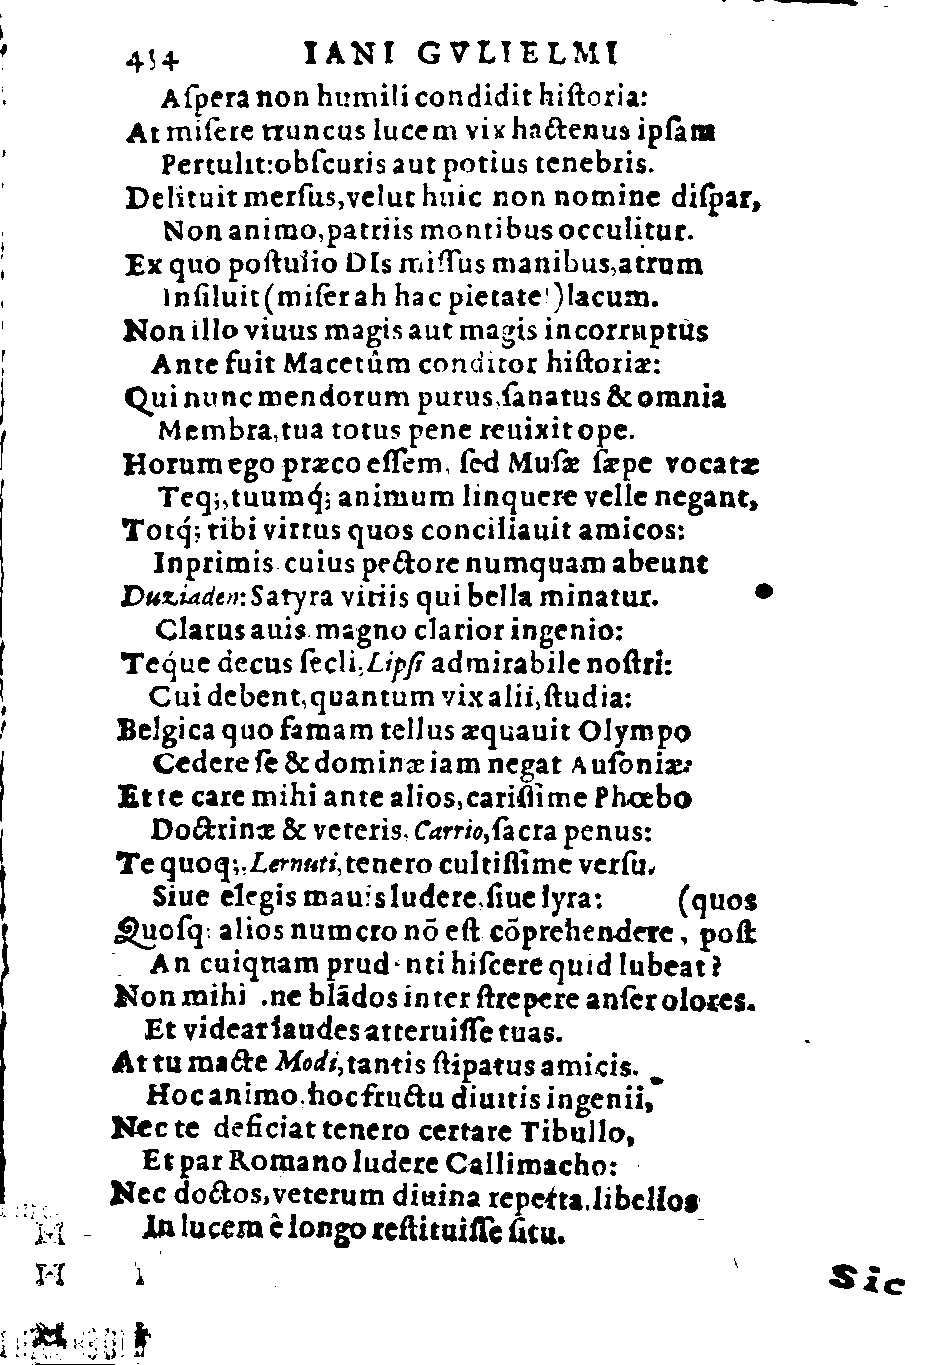 454 IANI GVLIELMI
Aſpera non humili condidit hiſtoria:
At miſere truncus lucem vix hactenus ipſam
Pertulit: obſcuris aut potius tenebris.
Delituit merſus, velut huic non nomine diſpar,
Non animo, patriis montibus occulitur.
Ex quo poſtulio DIs miſſus manibus, atrum
Inſiluit (miſer ah hac pietate!) lacum.
Non illo viuus magis aut magis incorruptus
Ante fuit Macetûm conditor hiſtoriæ:
Qui nunc mendorum purus, ſanatus & omnia
Membra, tua totus pene reuixit ope.
Horum ego præco eſſem, ſed Muſæ ſæpe vocatæ
Teq;, tuumq́; animum linquere velle negant,
Totq́; tibi virtus quos conciliauit amicos:
Inprimis cuius pectore numquam abeunt
Duziaden: Satyra vitiis qui bella minatur.
Clarus auis magno clarior ingenio:
Teq́ue decus ſecli, Lipſi admirabile noſtri:
Cui debent, quantum vix alii, ſtudia:
Belgica quo famam tellus æquauit Olympo
Cedere ſe & dominæ iam negat Auſoniæ:
Et te care mihi ante alios, cariſſime Phœbo
Doctrinæ & veteris, Carrio, ſacra penus:
Te quoq;, Lernuti, tenero cultiſſime verſu,
Siue elegis mauis ludere, ſiue lyra: (quos
Quoſq; alios numero nō eſt cōprehendere, poſt
An cuiquam prudenti hiſcere quid lubeat?
Non mihi, ne blādos inter ſtrepere anſer olores.
Et videar laudes atteruiſſe tuas.
At tu macte Modi, tantis ſtipatus amicis.
Hoc animo, hoc fructu diuitis ingenii,
Nec te deficiat tenero certare Tibullo,
Et par Romano ludere Callimacho:
Nec doctos, veterum diuina repetta, libellos
In lucem è longo reſtituiſſe ſitu.
Sic